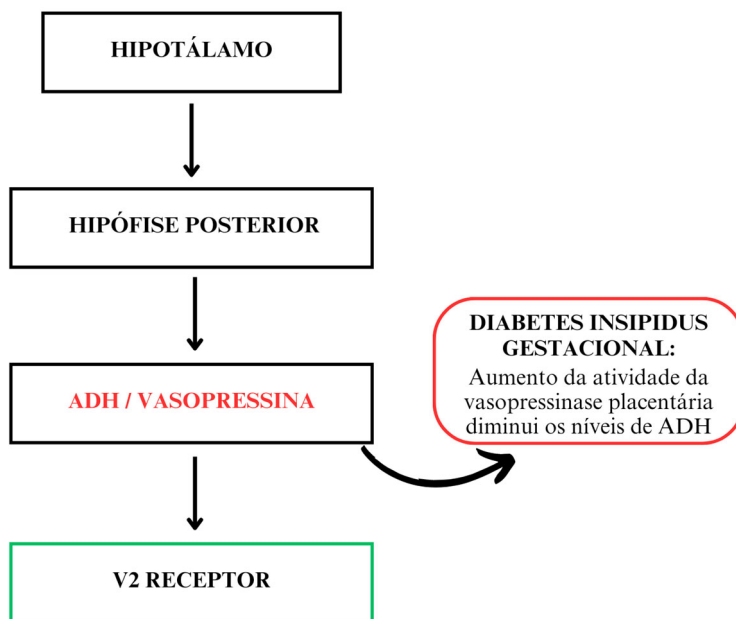 HIPOTÁLAMO
HIPÓFISE POSTERIOR
ADH / VASOPRESSINA
DIABETES INSIPIDUS
GESTACIONAL:
Aumento da atividade da
vasopressinase placentária
diminui os níveis de ADH
V2 RECEPTOR